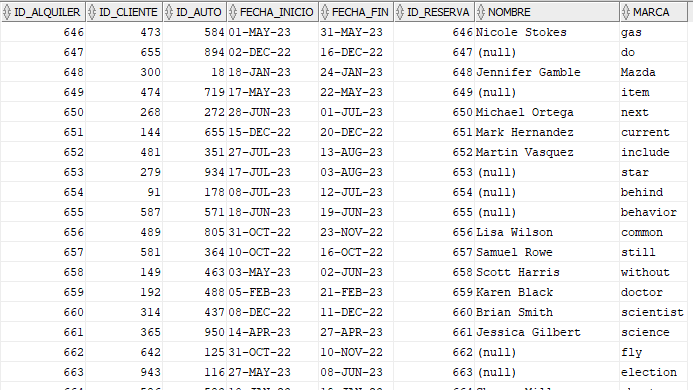 ID_ALQUILER ID_CLIENTE ID_AUTO FECHA_INICIO FECHA_FIN ID_RESERVA NOMBRE MARCA
646 473 584 01-MAY-23 31-MAY-23 646 Nicole Stokes gas
647 655 894 02-DEC-22 16-DEC-22 647 (null) do
648 300 18 18-JAN-23 24-JAN-23 648 Jennifer Gamble Mazda
649 474 719 17-MAY-23 22-MAY-23 649 (null) item
650 268 272 28-JUN-23 01-JUL-23 650 Michael Ortega next
651 144 655 15-DEC-22 20-DEC-22 651 Mark Hernandez current
652 481 351 27-JUL-23 13-AUG-23 652 Martin Vasquez include
653 279 934 17-JUL-23 03-AUG-23 653 (null) star
654 91 178 08-JUL-23 12-JUL-23 654 (null) behind
655 587 571 18-JUN-23 19-JUN-23 655 (null) behavior
656 489 805 31-OCT-22 23-NOV-22 656 Lisa Wilson common
657 581 364 10-OCT-22 16-OCT-22 657 Samuel Rowe still
658 149 463 03-MAY-23 02-JUN-23 658 Scott Harris without
659 192 488 05-FEB-23 21-FEB-23 659 Karen Black doctor
660 314 437 08-DEC-22 11-DEC-22 660 Brian Smith scientist
661 365 950 14-APR-23 27-APR-23 661 Jessica Gilbert science
662 642 125 31-OCT-22 10-NOV-22 662 (null) fly
663 943 116 27-MAY-23 08-JUN-23 663 (null) election